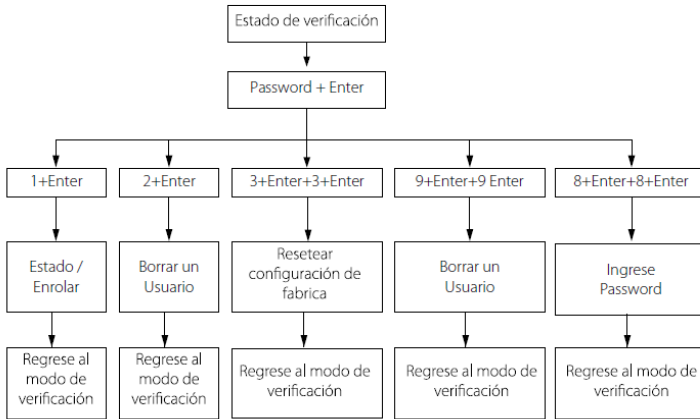 Estado de verificación
Password + Enter
1+Enter
2+Enter
3+Enter+3+Enter
9+Enter+9 Enter
8+Enter+8+Enter
Estado /
Enrolar
Borrar un
Usuario
Resetear
configuración de
fabrica
Borrar un
Usuario
Ingrese
Password
Regrese al
modo de
verificación
Regrese al
modo de
verificación
Regrese al modo de
verificación
Regrese al modo de
verificación
Regrese al modo de
verificación